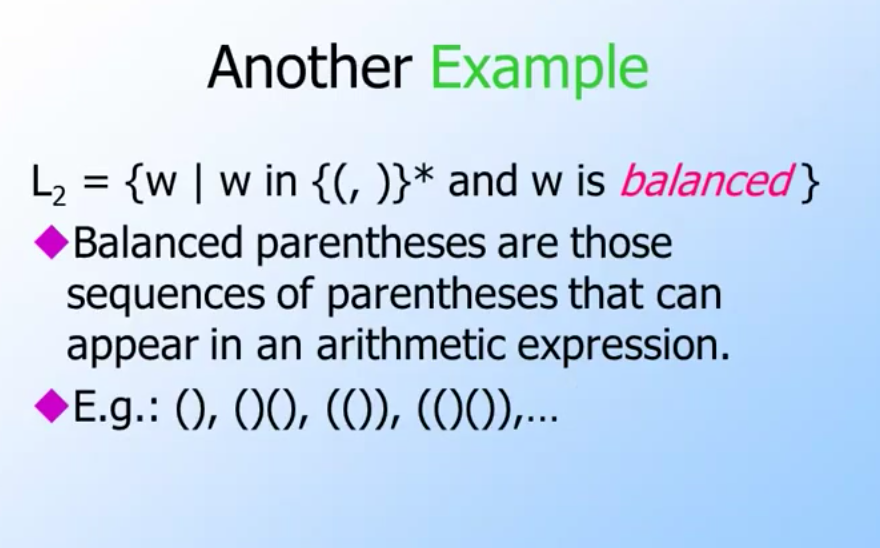 Another Example
L₂ = {w | w in {(, )}* and w is balanced}
◆Balanced parentheses are those
sequences of parentheses that can
appear in an arithmetic expression.
◆E.g.: (), ()(), (()), (()()),…